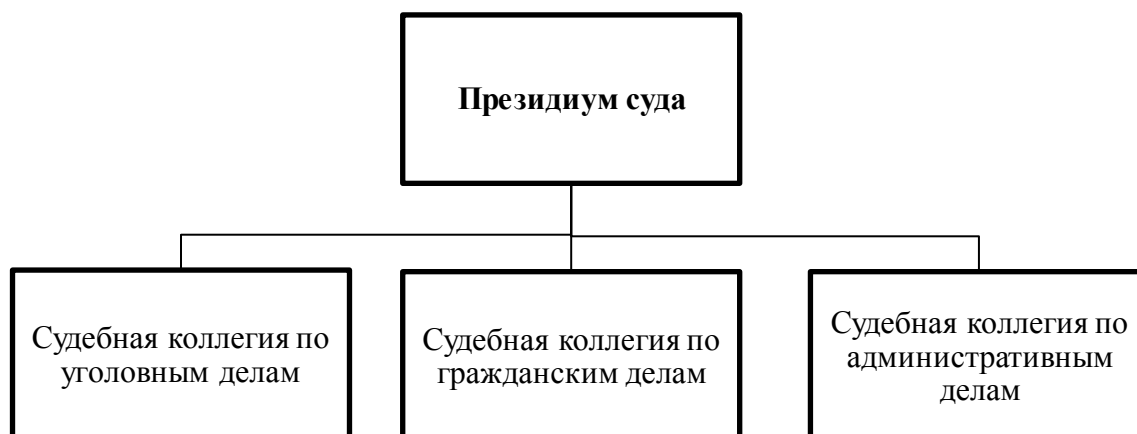 Президиум суда
Судебная коллегия по
уголовным делам
Судебная коллегия по
гражданским делам
Судебная коллегия по
административным
делам